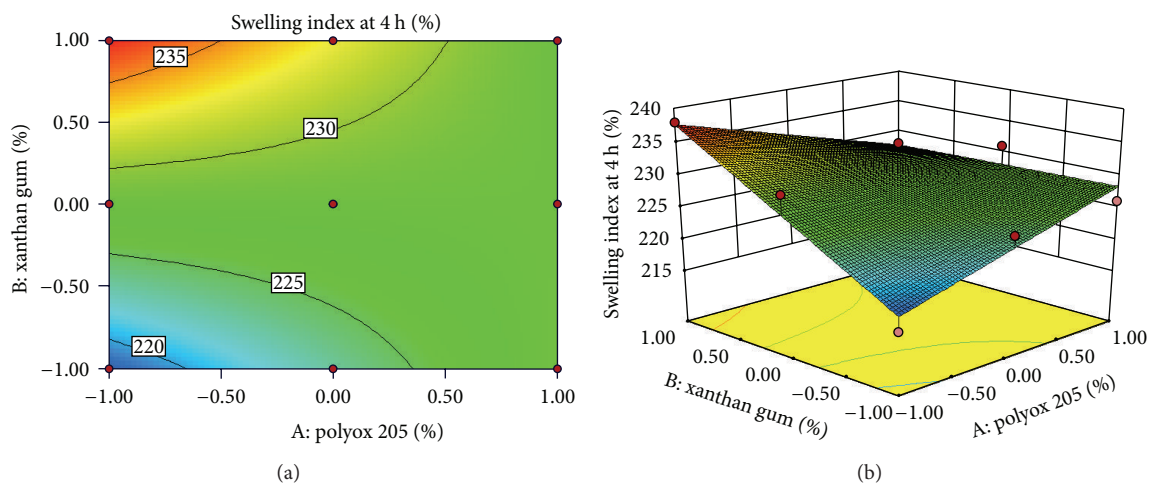 Swelling index at 4 h (%)
1.00
235
0.50
230
0.00
225
−0.50
220
−1.00
−1.00 −0.50 0.00 0.50 1.00
B: xanthan gum (%)
A: polyox 205 (%)
(a)
240
235
230
225
220
215
Swelling index at 4 h (%)
1.00
0.50
0.00
−0.50
−1.00
B: xanthan gum (%)
−1.00
−0.50
0.00
0.50
1.00
A: polyox 205 (%)
(b)